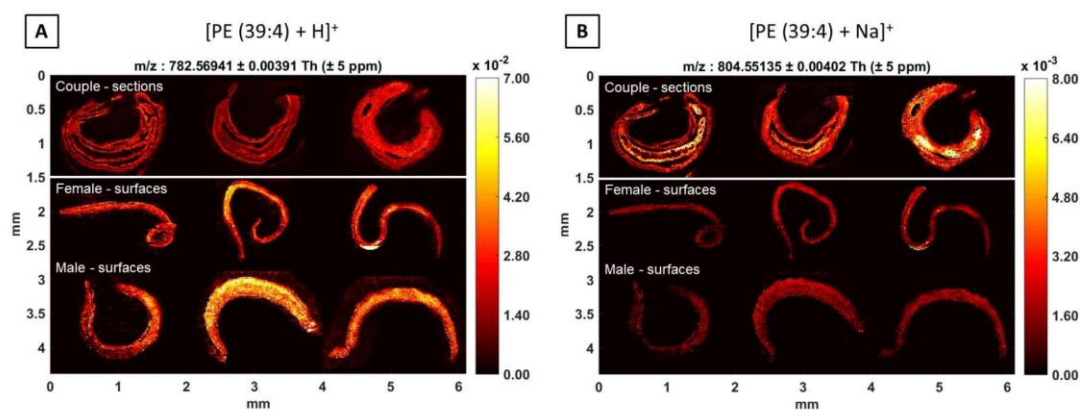 A
[PE (39:4) + H]+
m/z : 782.56941 ± 0.00391 Th (± 5 ppm)
x 10-2
Couple - sections
Female - surfaces
Male - surfaces
0
0.5
1
1.5
2
2.5
3
3.5
4
mm
0 1 2 3 4 5 6
mm
7.00
5.60
4.20
2.80
1.40
0.00
B
[PE (39:4) + Na]+
m/z : 804.55135 ± 0.00402 Th (± 5 ppm)
x 10-3
Couple - sections
Female - surfaces
Male - surfaces
0
0.5
1
1.5
2
2.5
3
3.5
4
mm
0 1 2 3 4 5 6
mm
8.00
6.40
4.80
3.20
1.60
0.00